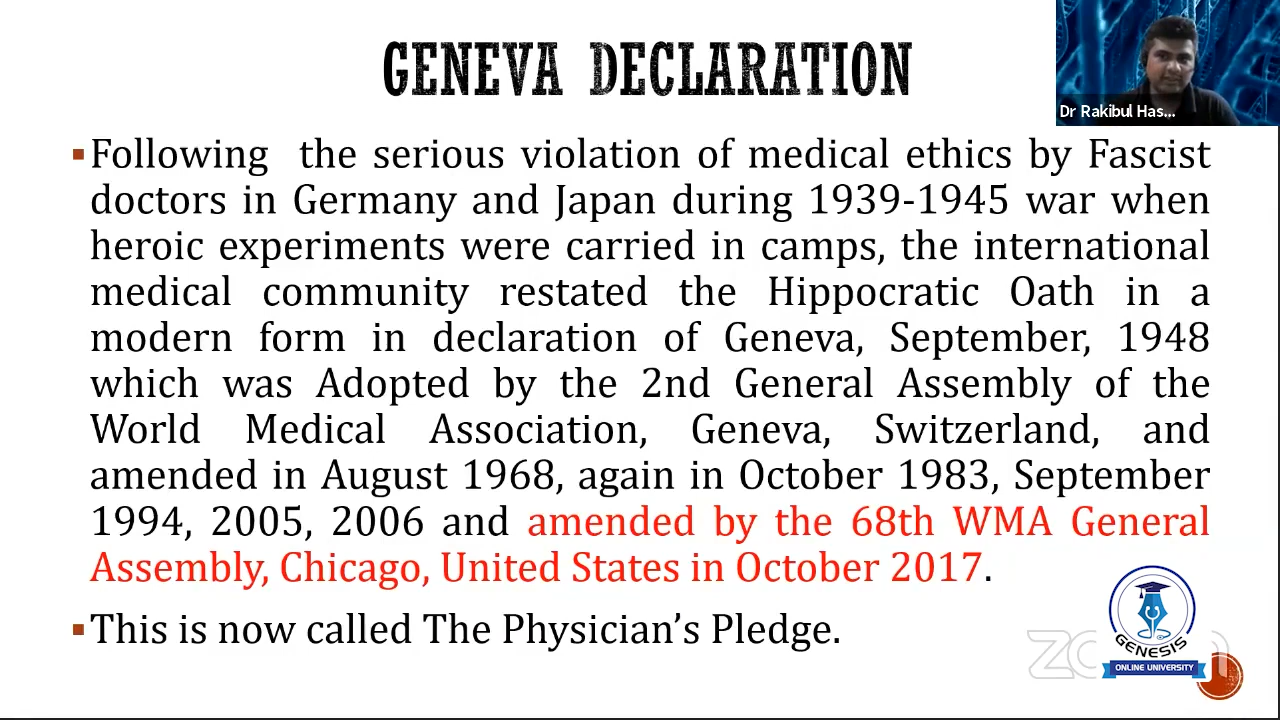 GENEVA DECLARATION
Dr Rakibul Has...
▪Following the serious violation of medical ethics by Fascist
doctors in Germany and Japan during 1939-1945 war when
heroic experiments were carried in camps, the international
medical community restated the Hippocratic Oath in a
modern form in declaration of Geneva, September, 1948
which was Adopted by the 2nd General Assembly of the
World Medical Association, Geneva, Switzerland, and
amended in August 1968, again in October 1983, September
1994, 2005, 2006 and amended by the 68th WMA General
Assembly, Chicago, United States in October 2017.
▪This is now called The Physician’s Pledge.
GENESIS
ONLINE UNIVERSITY